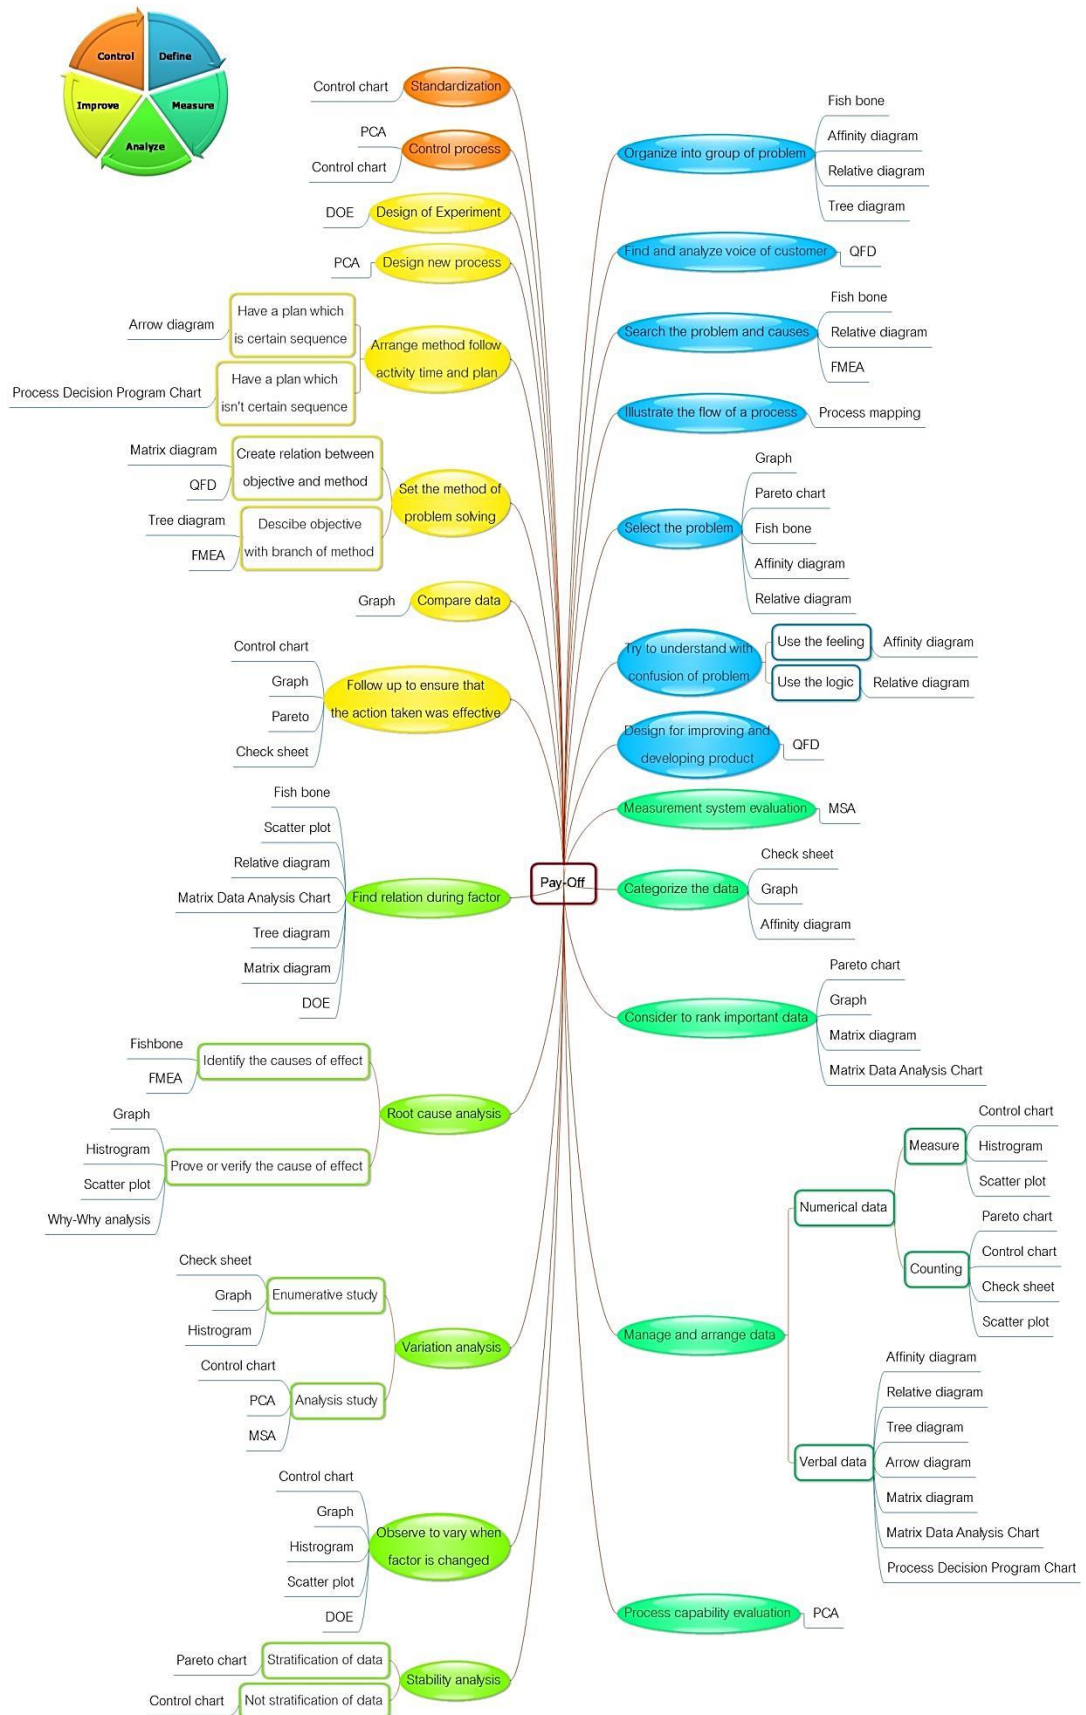 Control
Define
Improve
Measure
Analyze
Standardization
Control chart
Control process
PCA
Control chart
Design of Experiment
DOE
Design new process
PCA
Arrange method follow
activity time and plan
Have a plan which
is certain sequence
Arrow diagram
Have a plan which
isn't certain sequence
Process Decision Program Chart
Set the method of
problem solving
Create relation between
objective and method
Matrix diagram
QFD
Descibe objective
with branch of method
Tree diagram
FMEA
Compare data
Graph
Follow up to ensure that
the action taken was effective
Control chart
Graph
Pareto
Check sheet
Find relation during factor
Fish bone
Scatter plot
Relative diagram
Matrix Data Analysis Chart
Tree diagram
Matrix diagram
DOE
Root cause analysis
Identify the causes of effect
Fishbone
FMEA
Prove or verify the cause of effect
Graph
Histrogram
Scatter plot
Why-Why analysis
Variation analysis
Enumerative study
Check sheet
Graph
Histrogram
Analysis study
Control chart
PCA
MSA
Observe to vary when
factor is changed
Control chart
Graph
Histrogram
Scatter plot
DOE
Stability analysis
Stratification of data
Pareto chart
Not stratification of data
Control chart
Pay-Off
Organize into group of problem
Fish bone
Affinity diagram
Relative diagram
Tree diagram
Find and analyze voice of customer
QFD
Search the problem and causes
Fish bone
Relative diagram
FMEA
Illustrate the flow of a process
Process mapping
Select the problem
Graph
Pareto chart
Fish bone
Affinity diagram
Relative diagram
Try to understand with
confusion of problem
Use the feeling
Affinity diagram
Use the logic
Relative diagram
Design for improving and
developing product
QFD
Measurement system evaluation
MSA
Categorize the data
Check sheet
Graph
Affinity diagram
Consider to rank important data
Pareto chart
Graph
Matrix diagram
Matrix Data Analysis Chart
Manage and arrange data
Numerical data
Measure
Control chart
Histrogram
Scatter plot
Counting
Pareto chart
Control chart
Check sheet
Scatter plot
Verbal data
Affinity diagram
Relative diagram
Tree diagram
Arrow diagram
Matrix diagram
Matrix Data Analysis Chart
Process Decision Program Chart
Process capability evaluation
PCA